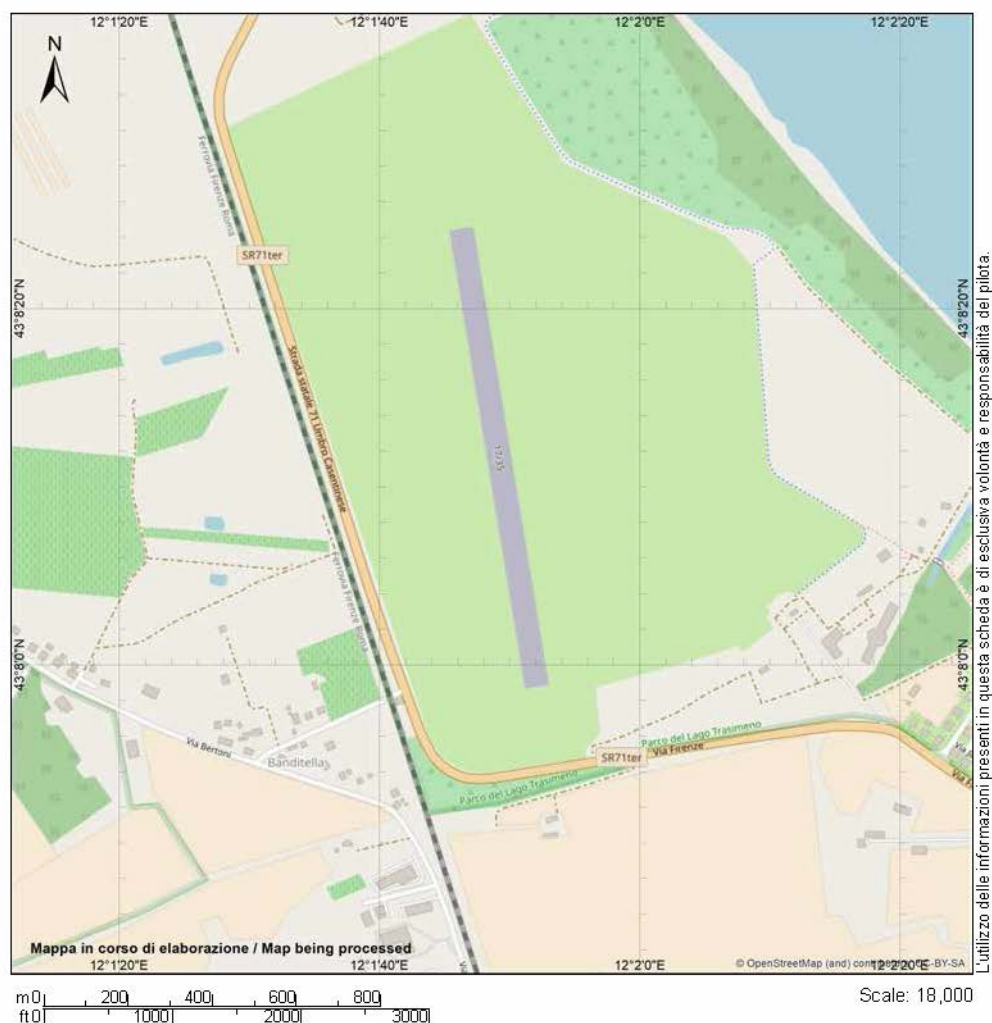 12°1'20"E 12°1'40"E 12°2'0"E 12°2'20"E
N
Ferrovia Firenze Roma
SR71ter
43°8'20"N
43°8'20"N
Strada statale 71 Umbro Casentinese
17/35
Ferrovia Firenze Roma
43°8'0"N
43°8'0"N
Via Bertoni
Banditella
Parco del Lago Trasimeno
Via Firenze
SR71ter
Parco del Lago Trasimeno
Mappa in corso di elaborazione / Map being processed
© OpenStreetMap (and) CC-BY-SA
12°1'20"E 12°1'40"E 12°2'0"E 12°2'20"E
L'utilizzo delle informazioni presenti in questa scheda è di esclusiva volontà e responsabilità del pilota.
m 0 200 400 600 800
ft 0 1000 2000 3000
Scale: 18,000